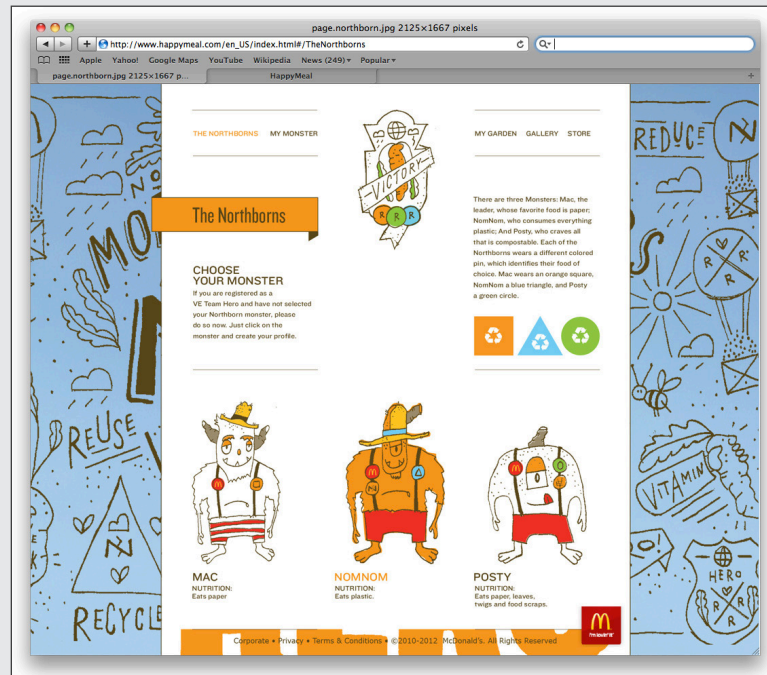 page.northborn.jpg 2125×1667 pixels
http://www.happymeal.com/en_US/index.html#/TheNorthborns
Apple Yahoo! Google Maps YouTube Wikipedia News (249) Popular
page.northborn.jpg 2125×1667 p... HappyMeal
THE NORTHBORNS MY MONSTER
MY GARDEN GALLERY STORE
VICTORY
R R R
The Northborns
There are three Monsters: Mac, the
leader, whose favorite food is paper;
NomNom, who consumes everything
plastic; And Posty, who craves all
that is compostable. Each of the
Northborns wears a different colored
pin, which identifies their food of
choice. Mac wears an orange square,
NomNom a blue triangle, and Posty
a green circle.
CHOOSE
YOUR MONSTER
If you are registered as a
VE Team Hero and have not selected
your Northborn monster, please
do so now. Just click on the
monster and create your profile.
REDUCE
N
R R
REUSE
N
RECYCLE
VITAMIN
HERO
R R
MAC
NUTRITION:
Eats paper
NOMNOM
NUTRITION:
Eats plastic.
POSTY
NUTRITION:
Eats paper, leaves,
twigs and food scraps.
i'm lovin' it
Corporate • Privacy • Terms & Conditions • ©2010-2012 McDonald's. All Rights Reserved